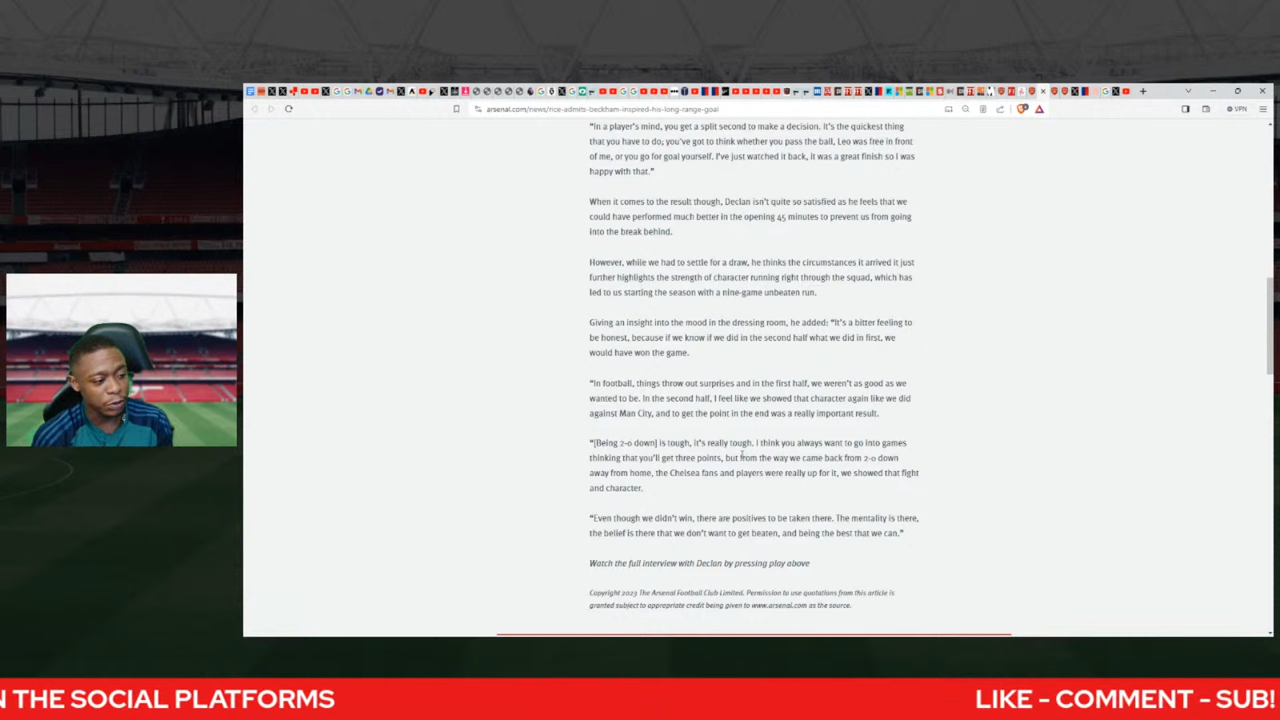 arsenal.com/news/rice-admits-beckham-inspired-his-long-range-goal
VPN
“In a player’s mind, you get a split second to make a decision. It’s the quickest thing
that you have to do; you’ve got to think whether you pass the ball, Leo was free in front
of me, or you go for goal yourself. I’ve just watched it back, it was a great finish so I was
happy with that.”
When it comes to the result though, Declan isn’t quite so satisfied as he feels that we
could have performed much better in the opening 45 minutes to prevent us from going
into the break behind.
However, while we had to settle for a draw, he thinks the circumstances it arrived it just
further highlights the strength of character running right through the squad, which has
led to us starting the season with a nine-game unbeaten run.
Giving an insight into the mood in the dressing room, he added: “It’s a bitter feeling to
be honest, because if we know if we did in the second half what we did in first, we
would have won the game.
“In football, things throw out surprises and in the first half, we weren’t as good as we
wanted to be. In the second half, I feel like we showed that character again like we did
against Man City, and to get the point in the end was a really important result.
“[Being 2-0 down] is tough, it’s really tough. I think you always want to go into games
thinking that you’ll get three points, but from the way we came back from 2-0 down
away from home, the Chelsea fans and players were really up for it, we showed that fight
and character.
“Even though we didn’t win, there are positives to be taken there. The mentality is there,
the belief is there that we don’t want to get beaten, and being the best that we can.”
Watch the full interview with Declan by pressing play above
Copyright 2023 The Arsenal Football Club Limited. Permission to use quotations from this article is
granted subject to appropriate credit being given to www.arsenal.com as the source.
N THE SOCIAL PLATFORMS
LIKE - COMMENT - SUB!